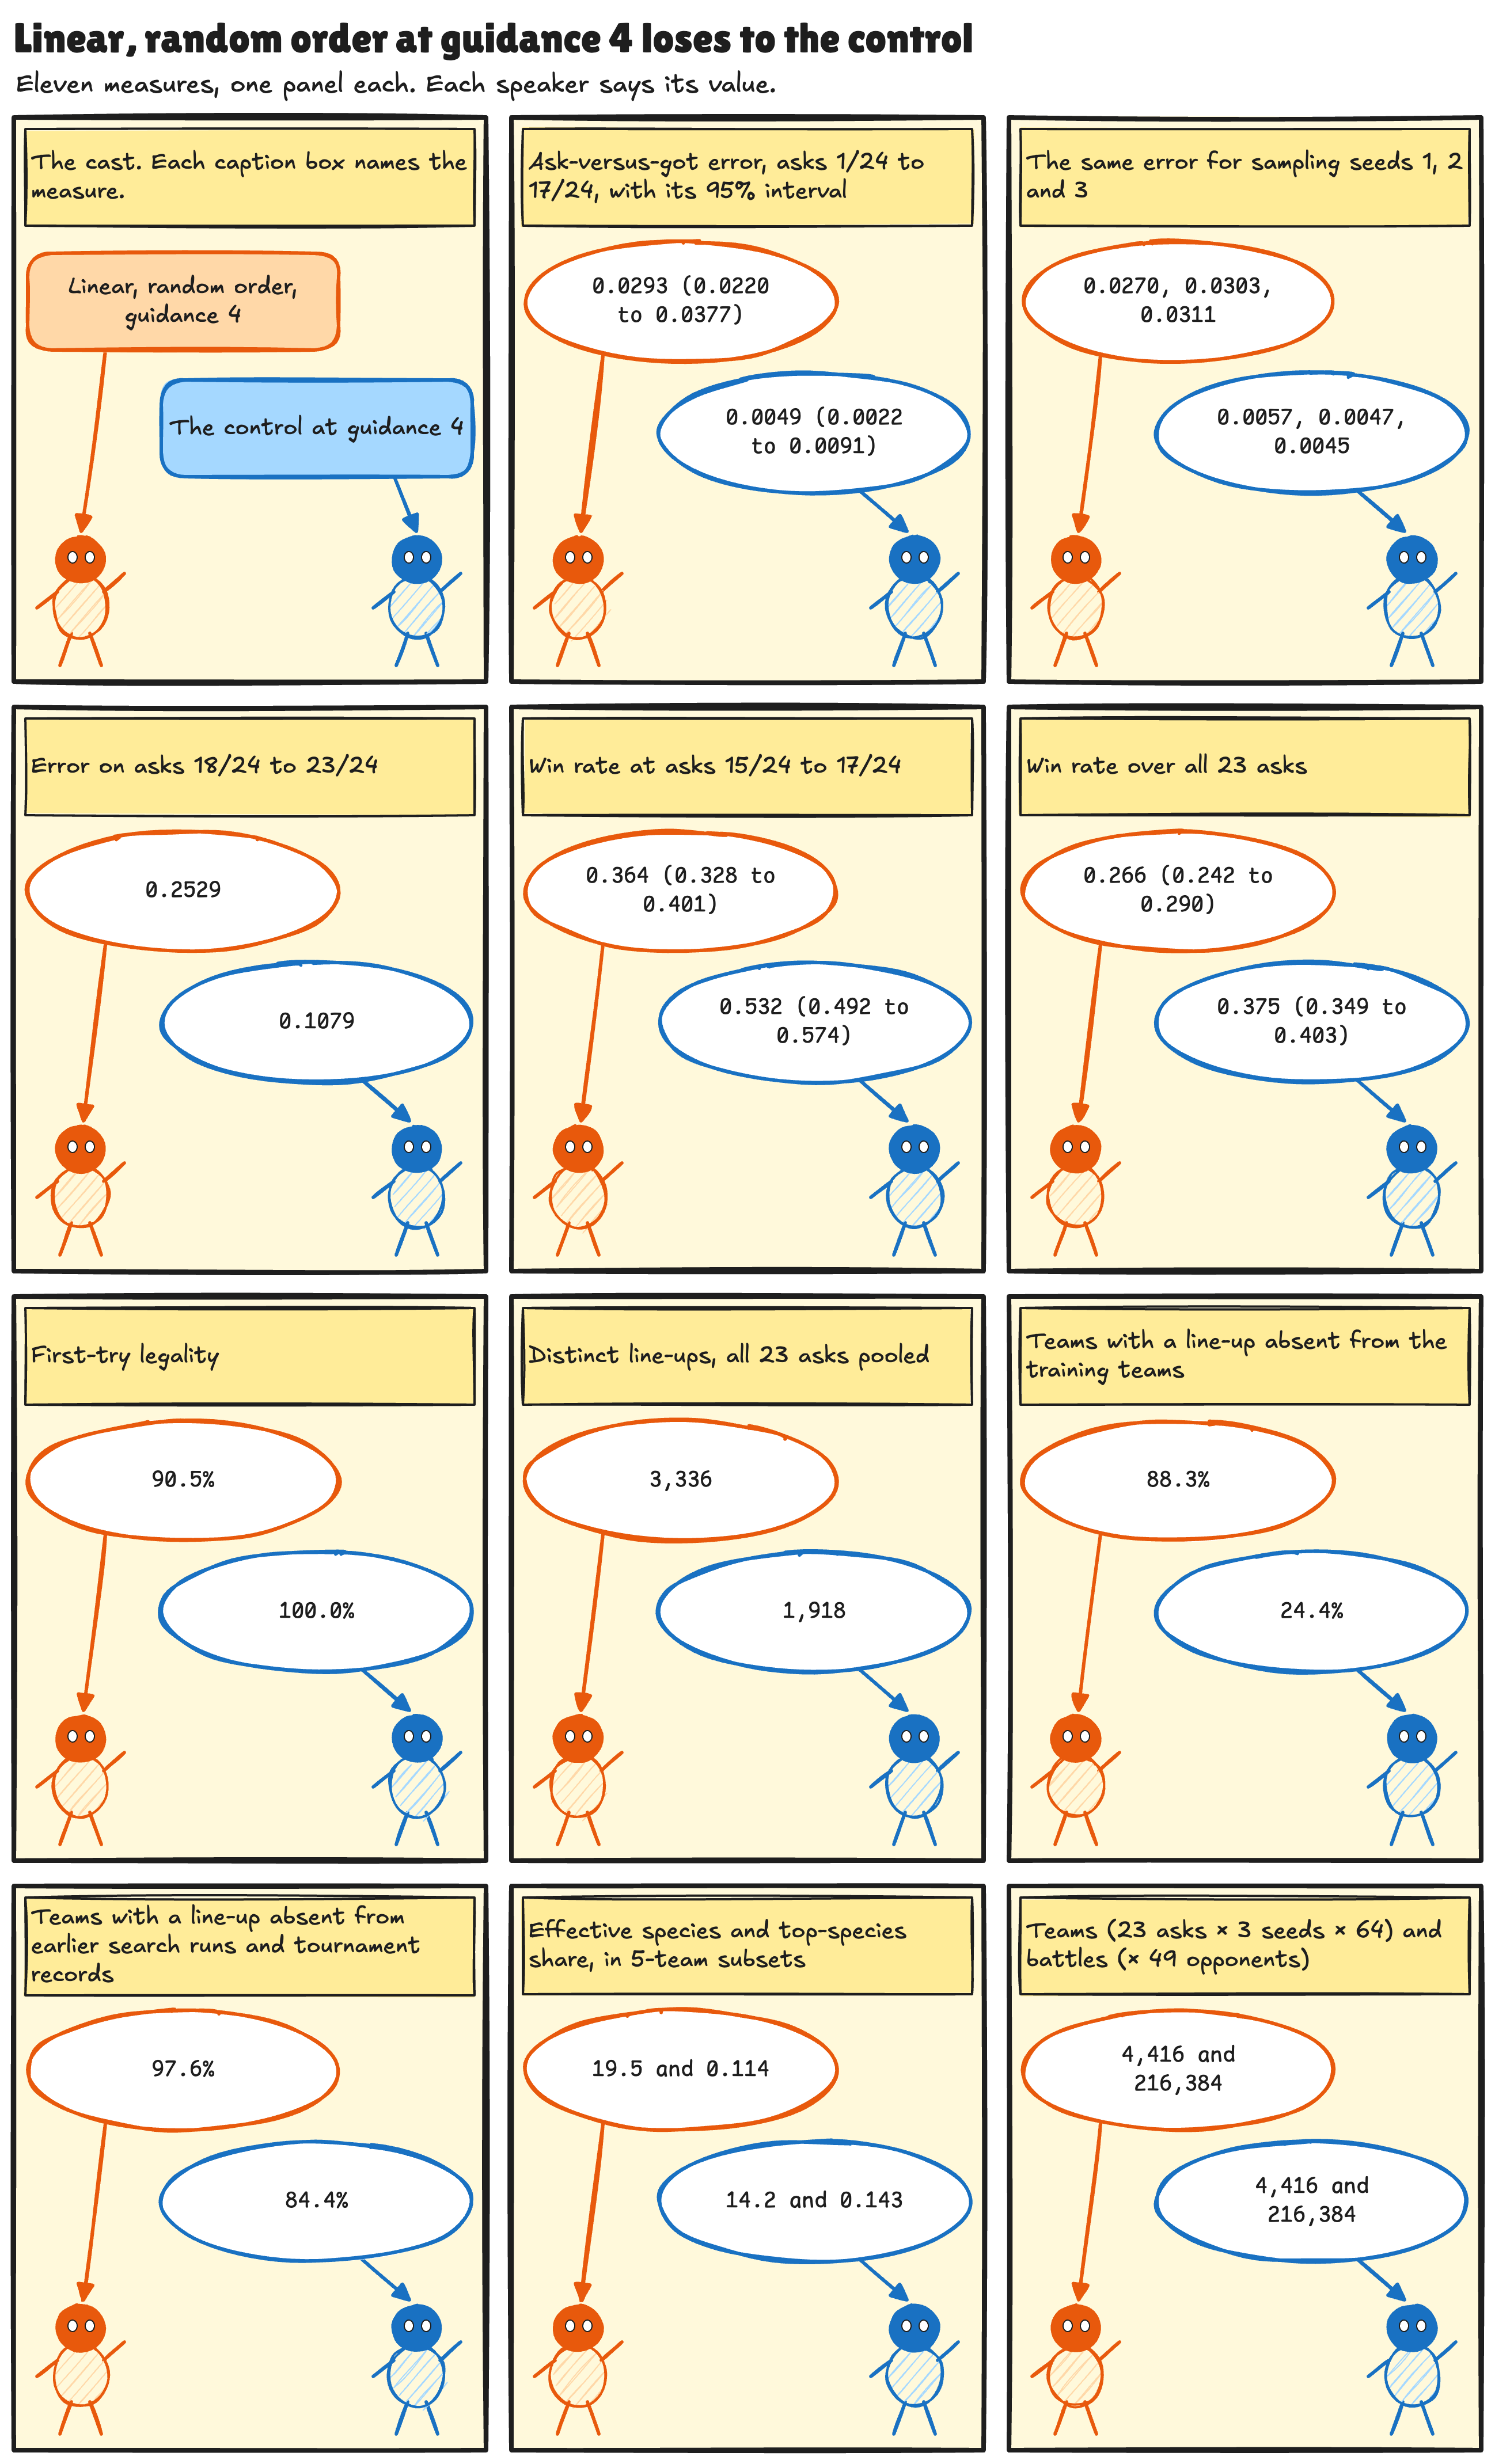 Linear, random order at guidance 4 loses to the control
Eleven measures, one panel each. Each speaker says its value.
The cast. Each caption box names the
measure.
Linear, random order,
guidance 4
The control at guidance 4
Ask-versus-got error, asks 1/24 to
17/24, with its 95% interval
0.0293 (0.0220
to 0.0377)
0.0049 (0.0022
to 0.0091)
The same error for sampling seeds 1, 2
and 3
0.0270, 0.0303,
0.0311
0.0057, 0.0047,
0.0045
Error on asks 18/24 to 23/24
0.2529
0.1079
Win rate at asks 15/24 to 17/24
0.364 (0.328 to
0.401)
0.532 (0.492 to
0.574)
Win rate over all 23 asks
0.266 (0.242 to
0.290)
0.375 (0.349 to
0.403)
First-try legality
90.5%
100.0%
Distinct line-ups, all 23 asks pooled
3,336
1,918
Teams with a line-up absent from the
training teams
88.3%
24.4%
Teams with a line-up absent from
earlier search runs and tournament
records
97.6%
84.4%
Effective species and top-species
share, in 5-team subsets
19.5 and 0.114
14.2 and 0.143
Teams (23 asks × 3 seeds × 64) and
battles (× 49 opponents)
4,416 and
216,384
4,416 and
216,384